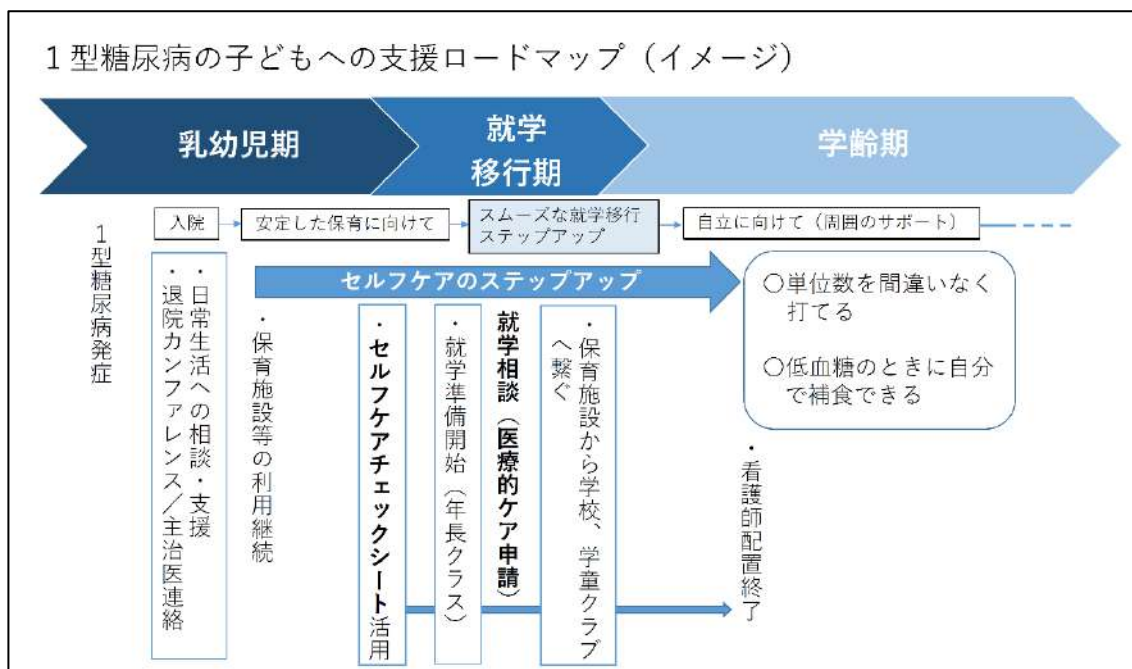 1型糖尿病の子どもへの支援ロードマップ（イメージ）
乳幼児期
就学
移行期
学齢期
1型糖尿病発症
入院
安定した保育に向けて
スムーズな就学移行
ステップアップ
自立に向けて（周囲のサポート）
セルフケアのステップアップ
・日常生活への相談・支援
・退院カンファレンス／主治医連絡
・保育施設等の利用継続
・セルフケアチェックシート活用
・就学準備開始（年長クラス）
就学相談（医療的ケア申請）
・保育施設から学校、学童クラブ
へ繋ぐ
○単位数を間違いなく
打てる
○低血糖のときに自分
で補食できる
・看護師配置終了